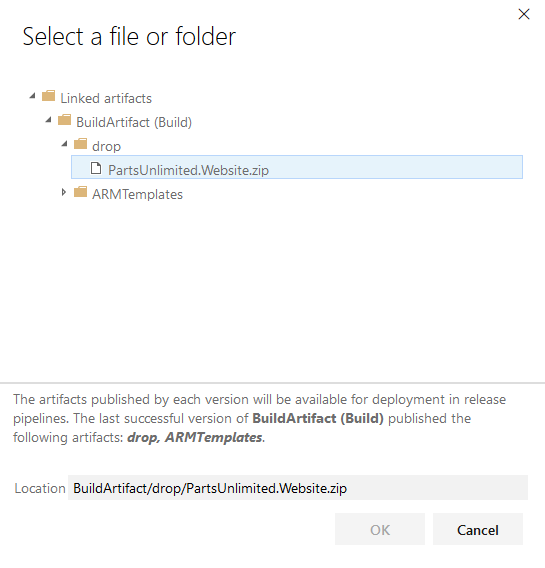 Select a file or folder
Linked artifacts
BuildArtifact (Build)
drop
PartsUnlimited.Website.zip
ARMTemplates
The artifacts published by each version will be available for deployment in release
pipelines. The last successful version of BuildArtifact (Build) published the
following artifacts: drop, ARMTemplates.
Location BuildArtifact/drop/PartsUnlimited.Website.zip
OK Cancel